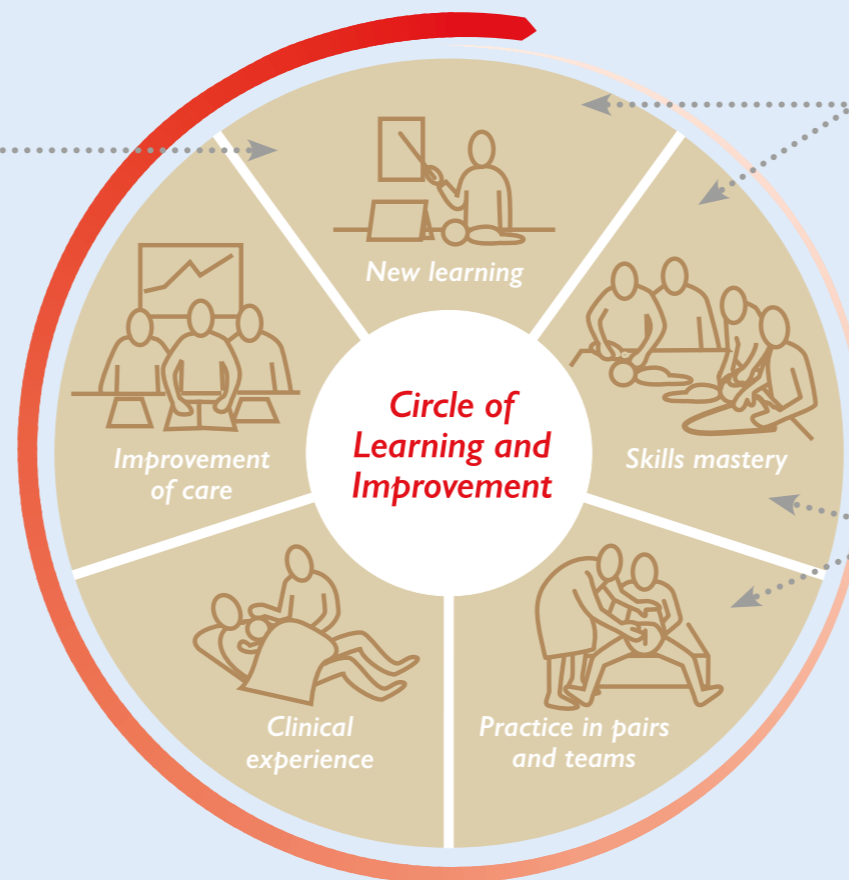 New learning
Circle of
Learning and
Improvement
Skills mastery
Practice in pairs
and teams
Clinical
experience
Improvement
of care